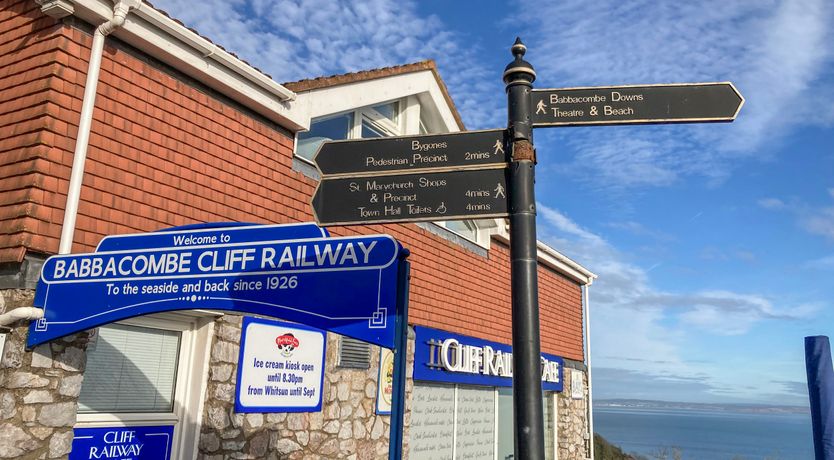 Babbacombe Downs
Theatre & Beach
Bygones
Pedestrian Precinct 2mins
St. Marychurch Shops
& Precinct 4mins
Town Hall Toilets 4mins
Welcome to
BABBACOMBE CLIFF RAILWAY
To the seaside and back since 1926
Ice cream kiosk open
until 8.30pm
from Whitsun until Sept
CLIFF RAILWAY CAFE
CLIFF
RAILWAY